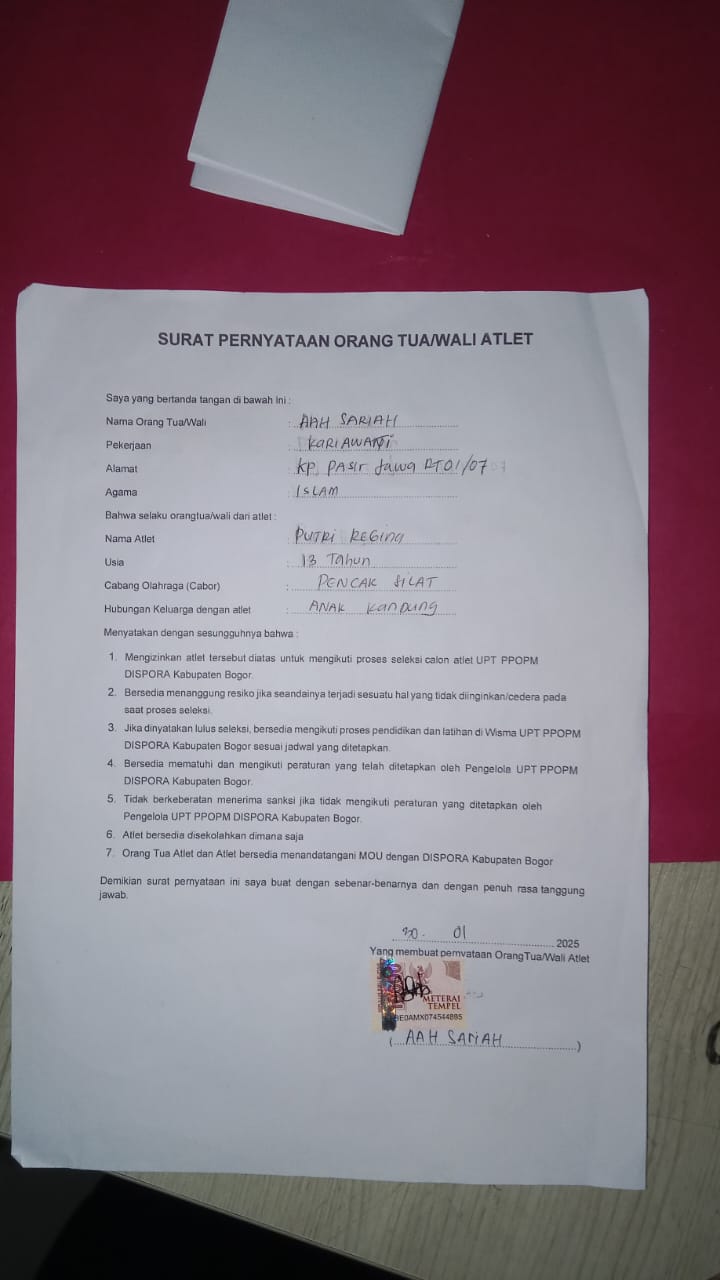 SURAT PERNYATAAN ORANG TUA/WALI ATLET
Saya yang bertanda tangan di bawah ini :
Nama Orang Tua/Wali : AAH SARIAH
Pekerjaan : KARIAWATI
Alamat : KP. PASIR JAWA RT01/07
Agama : ISLAM
Bahwa selaku orangtua/wali dari atlet :
Nama Atlet : PUTRI REGINA
Usia : 13 Tahun
Cabang Olahraga (Cabor) : PENCAK SILAT
Hubungan Keluarga dengan atlet : ANAK KANDUNG
Menyatakan dengan sesungguhnya bahwa :
1. Mengizinkan atlet tersebut diatas untuk mengikuti proses seleksi calon atlet UPT PPOPM
DISPORA Kabupaten Bogor.
2. Bersedia menanggung resiko jika seandainya terjadi sesuatu hal yang tidak diinginkan/cedera pada
saat proses seleksi.
3. Jika dinyatakan lulus seleksi, bersedia mengikuti proses pendidikan dan latihan di Wisma UPT PPOPM
DISPORA Kabupaten Bogor sesuai jadwal yang ditetapkan.
4. Bersedia mematuhi dan mengikuti peraturan yang telah ditetapkan oleh Pengelola UPT PPOPM
DISPORA Kabupaten Bogor.
5. Tidak berkeberatan menerima sanksi jika tidak mengikuti peraturan yang ditetapkan oleh
Pengelola UPT PPOPM DISPORA Kabupaten Bogor.
6. Atlet bersedia disekolahkan dimana saja
7. Orang Tua Atlet dan Atlet bersedia menandatangani MOU dengan DISPORA Kabupaten Bogor
Demikian surat pernyataan ini saya buat dengan sebenar-benarnya dan dengan penuh rasa tanggung
jawab.
30 - 01 2025
Yang membuat pernyataan OrangTua/Wali Atlet
METERAI
TEMPEL
AMX074544895
( AAH SARIAH )